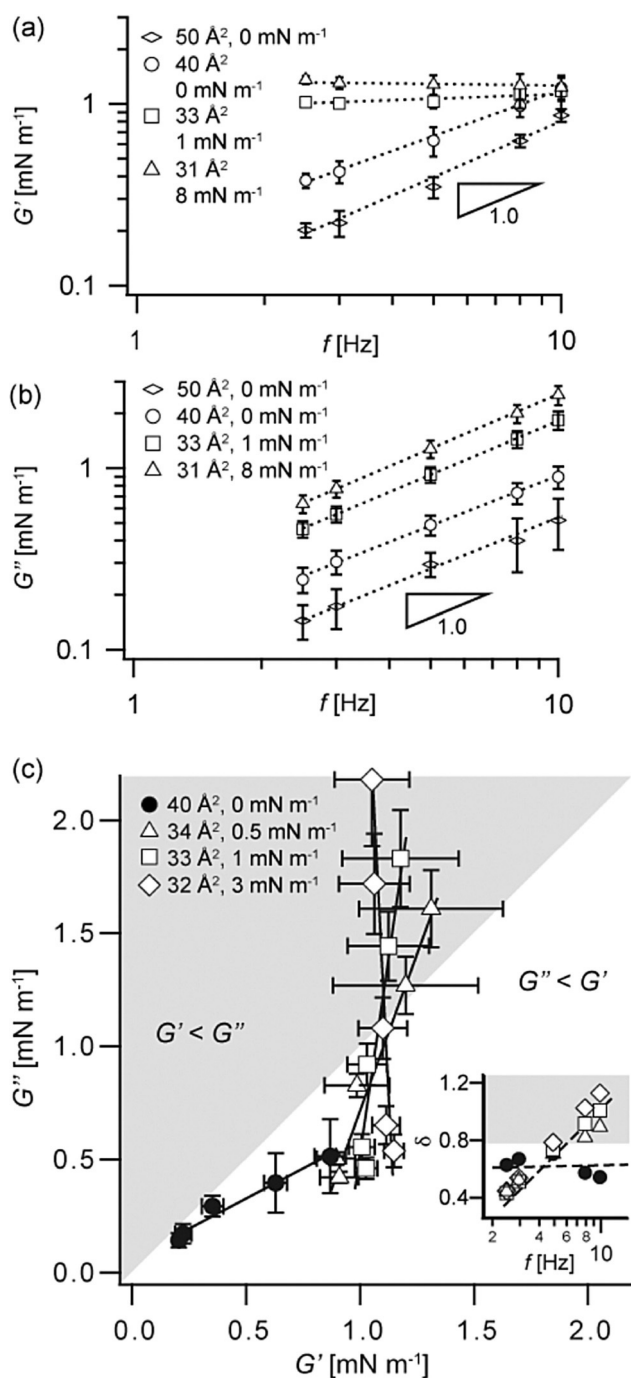 (a)
◇ 50 Å², 0 mN m⁻¹
○ 40 Å²
0 mN m⁻¹
□ 33 Å²
1 mN m⁻¹
△ 31 Å²
8 mN m⁻¹
G' [mN m⁻¹]
1
0.1
1.0
1
10
f [Hz]
(b)
◇ 50 Å², 0 mN m⁻¹
○ 40 Å², 0 mN m⁻¹
□ 33 Å², 1 mN m⁻¹
△ 31 Å², 8 mN m⁻¹
G" [mN m⁻¹]
1
0.1
1.0
1
10
f [Hz]
(c)
● 40 Å², 0 mN m⁻¹
△ 34 Å², 0.5 mN m⁻¹
□ 33 Å², 1 mN m⁻¹
◇ 32 Å², 3 mN m⁻¹
G" [mN m⁻¹]
2.0
1.5
1.0
0.5
0.0
G' < G"
G" < G'
δ
1.2
0.8
0.4
2 4 6 8 10
f [Hz]
0.0 0.5 1.0 1.5 2.0
G' [mN m⁻¹]